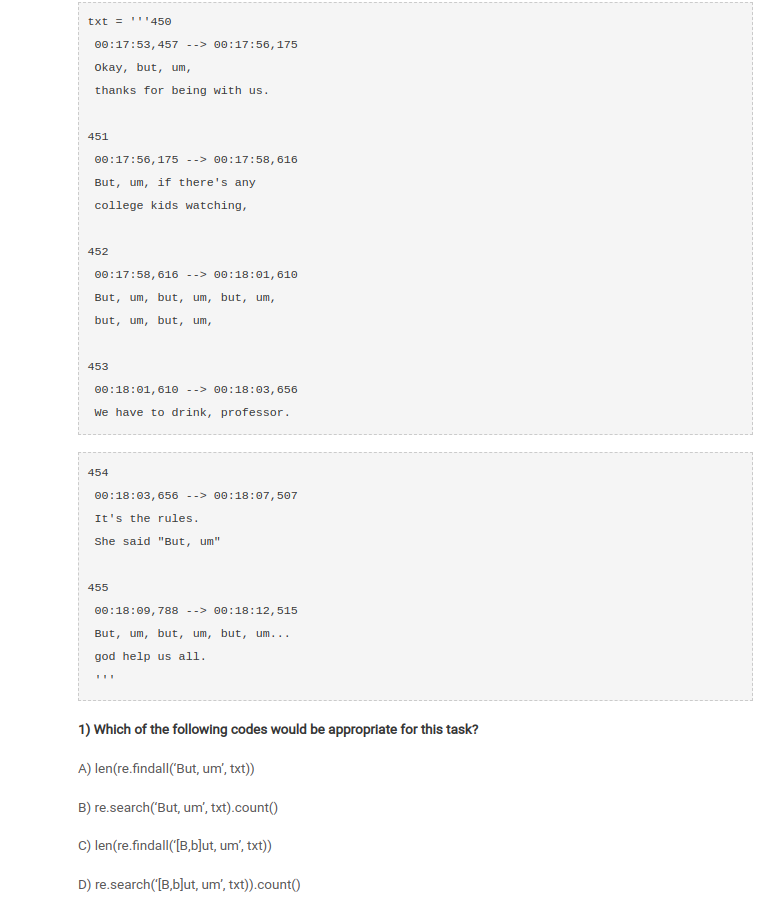 txt = '''450
00:17:53,457 --> 00:17:56,175
Okay, but, um,
thanks for being with us.
451
00:17:56,175 --> 00:17:58,616
But, um, if there's any
college kids watching,
452
00:17:58,616 --> 00:18:01,610
But, um, but, um, but, um,
but, um, but, um,
453
00:18:01,610 --> 00:18:03,656
We have to drink, professor.
454
00:18:03,656 --> 00:18:07,507
It's the rules.
She said "But, um"
455
00:18:09,788 --> 00:18:12,515
But, um, but, um, but, um...
god help us all.
'''
1) Which of the following codes would be appropriate for this task?
A) len(re.findall(‘But, um’, txt))
B) re.search(‘But, um’, txt).count()
C) len(re.findall(‘[B,b]ut, um’, txt))
D) re.search(‘[B,b]ut, um’, txt)).count()